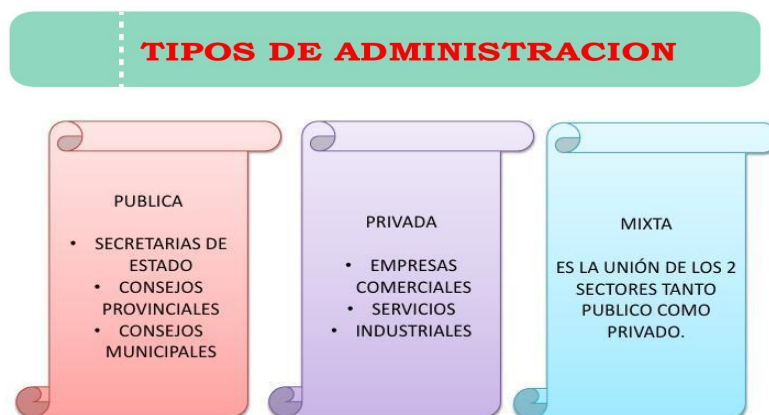 TIPOS DE ADMINISTRACION
PUBLICA
• SECRETARIAS DE
ESTADO
• CONSEJOS
PROVINCIALES
• CONSEJOS
MUNICIPALES
PRIVADA
• EMPRESAS
COMERCIALES
• SERVICIOS
• INDUSTRIALES
MIXTA
ES LA UNIÓN DE LOS 2
SECTORES TANTO
PUBLICO COMO
PRIVADO.